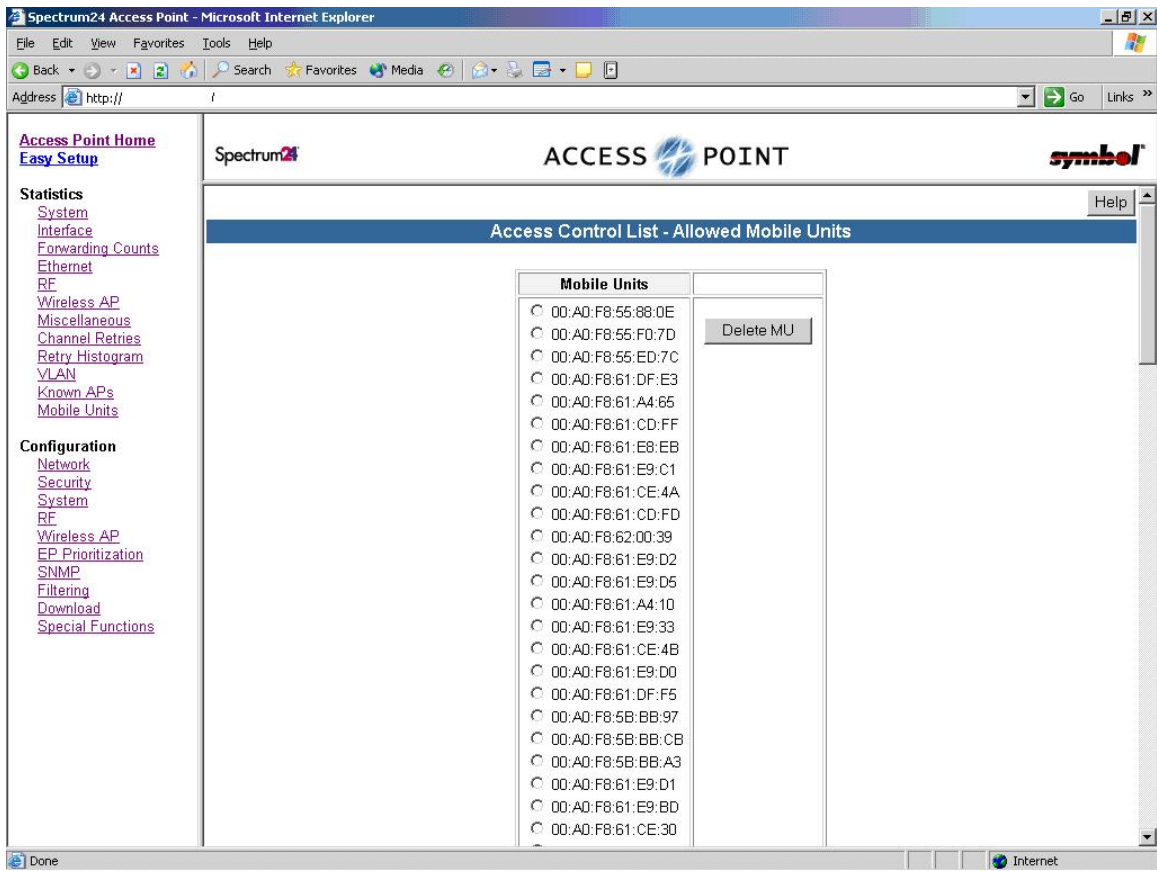 Spectrum24 Access Point - Microsoft Internet Explorer
File Edit View Favorites Tools Help
Back Search Favorites Media
Address http:// / Go Links »
Access Point Home
Easy Setup
Statistics
System
Interface
Forwarding Counts
Ethernet
RF
Wireless AP
Miscellaneous
Channel Retries
Retry Histogram
VLAN
Known APs
Mobile Units
Configuration
Network
Security
System
RF
Wireless AP
EP Prioritization
SNMP
Filtering
Download
Special Functions
Spectrum24 ACCESS POINT symbol
Help
Access Control List - Allowed Mobile Units
Mobile Units
00:A0:F8:55:88:0E
Delete MU
00:A0:F8:55:F0:7D
00:A0:F8:55:ED:7C
00:A0:F8:61:DF:E3
00:A0:F8:61:A4:65
00:A0:F8:61:CD:FF
00:A0:F8:61:E8:EB
00:A0:F8:61:E9:C1
00:A0:F8:61:CE:4A
00:A0:F8:61:CD:FD
00:A0:F8:62:00:39
00:A0:F8:61:E9:D2
00:A0:F8:61:E9:D5
00:A0:F8:61:A4:10
00:A0:F8:61:E9:33
00:A0:F8:61:CE:4B
00:A0:F8:61:E9:D0
00:A0:F8:61:DF:F5
00:A0:F8:5B:BB:97
00:A0:F8:5B:BB:CB
00:A0:F8:5B:BB:A3
00:A0:F8:61:E9:D1
00:A0:F8:61:E9:BD
00:A0:F8:61:CE:30
Done Internet